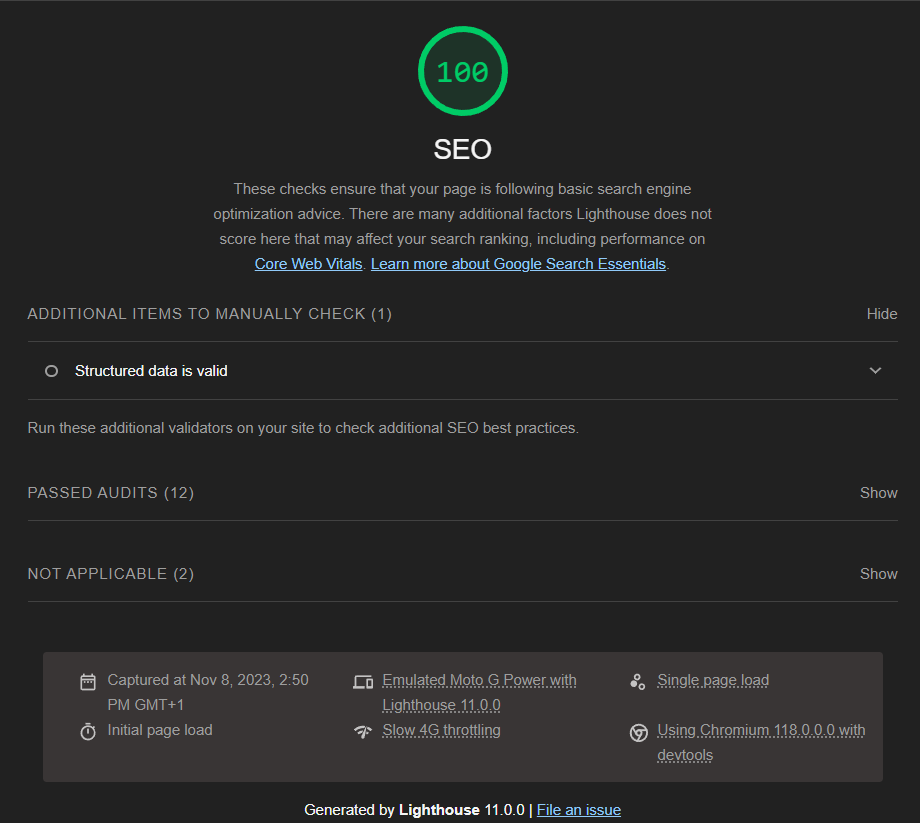 100
SEO
These checks ensure that your page is following basic search engine
optimization advice. There are many additional factors Lighthouse does not
score here that may affect your search ranking, including performance on
Core Web Vitals. Learn more about Google Search Essentials.
ADDITIONAL ITEMS TO MANUALLY CHECK (1) Hide
Structured data is valid
Run these additional validators on your site to check additional SEO best practices.
PASSED AUDITS (12) Show
NOT APPLICABLE (2) Show
Captured at Nov 8, 2023, 2:50
PM GMT+1
Emulated Moto G Power with
Lighthouse 11.0.0
Single page load
Initial page load
Slow 4G throttling
Using Chromium 118.0.0.0 with
devtools
Generated by Lighthouse 11.0.0 | File an issue